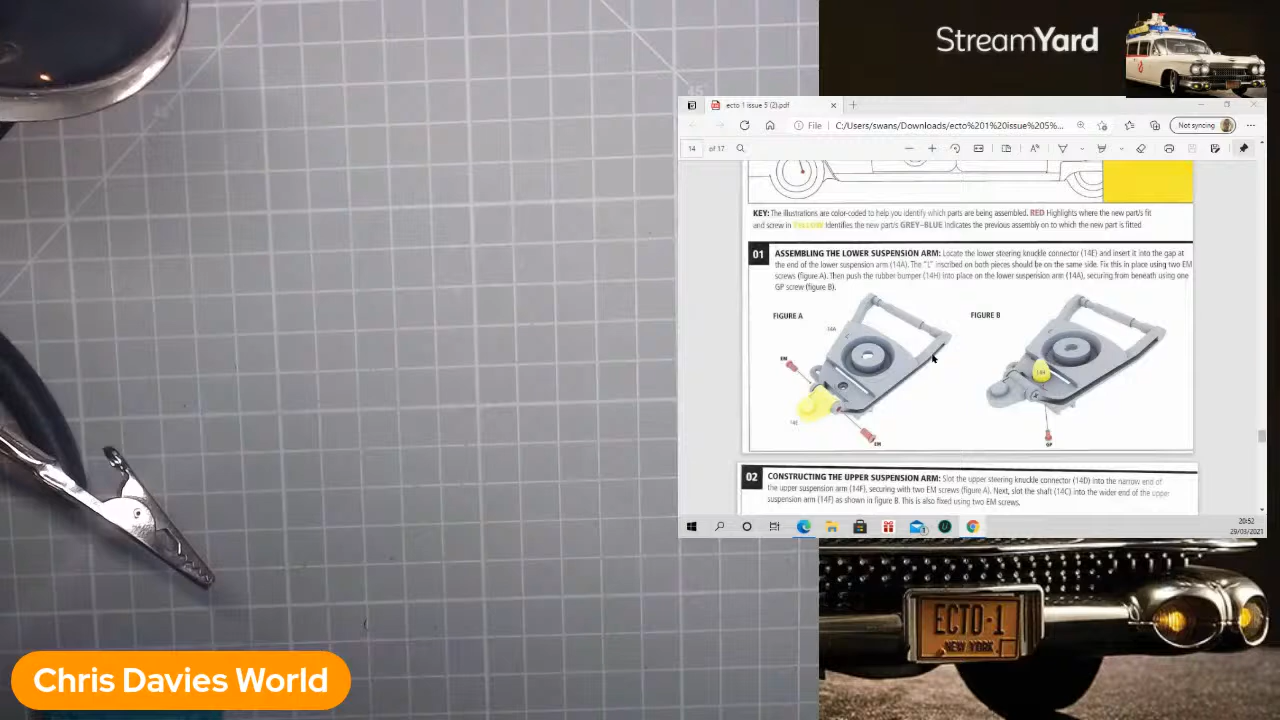 StreamYard
ecto 1 issue 5 (2).pdf
File
C:/Users/swans/Downloads/ecto%201%20issue%205%...
Not syncing
14
of 17
KEY: The illustrations are color-coded to help you identify which parts are being assembled. RED Highlights where the new part/s fit
and screw in YELLOW Identifies the new part/s GREY-BLUE Indicates the previous assembly on to which the new part is fitted
01
ASSEMBLING THE LOWER SUSPENSION ARM: Locate the lower steering knuckle connector (14E) and insert it into the gap at
the end of the lower suspension arm (14A). The "L" inscribed on both pieces should be on the same side. Fix this in place using two EM
screws (figure A). Then push the rubber bumper (14H) into place on the lower suspension arm (14A), securing from beneath using one
GP screw (figure B).
FIGURE A
FIGURE B
14A
EM
14H
14E
EM
GP
02
CONSTRUCTING THE UPPER SUSPENSION ARM: Slot the upper steering knuckle connector (14D) into the narrow end of
the upper suspension arm (14F), securing with two EM screws (figure A). Next, slot the shaft (14C) into the wider end of the upper
suspension arm (14F) as shown in figure B. This is also fixed using two EM screws.
20:52
29/03/2021
45°
ECTO-1
NEW YORK
Chris Davies World